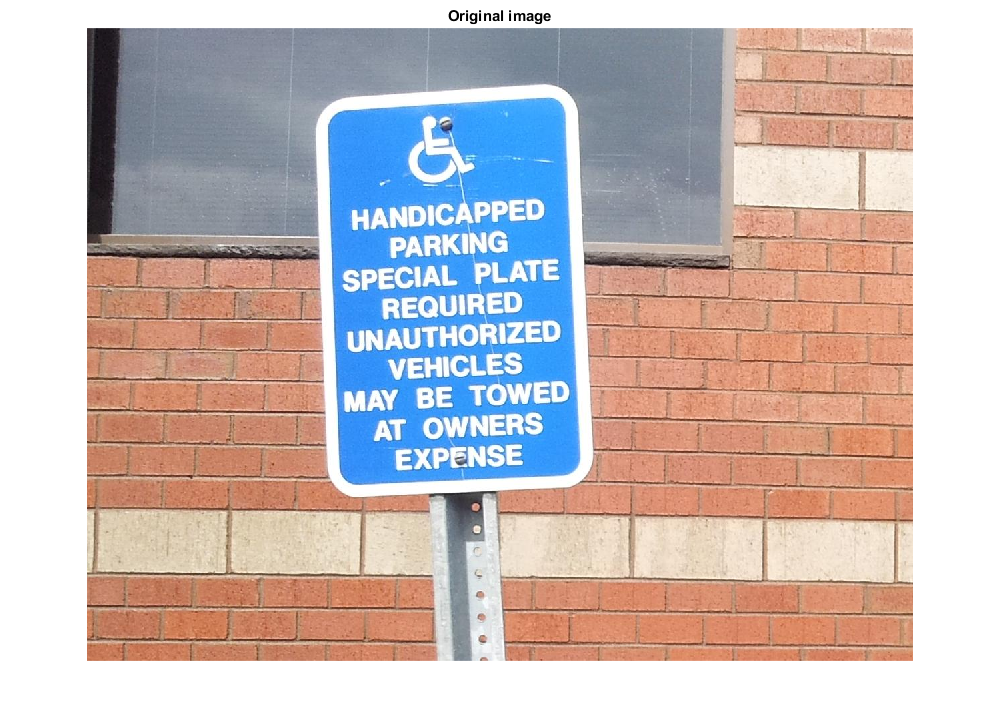 Original image
HANDICAPPED
PARKING
SPECIAL PLATE
REQUIRED
UNAUTHORIZED
VEHICLES
MAY BE TOWED
AT OWNERS
EXPENSE